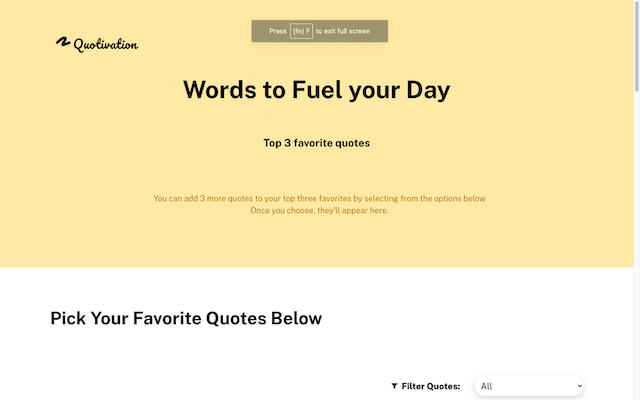 Press (fn) F to exit full screen
Quotivation
Words to Fuel your Day
Top 3 favorite quotes
You can add 3 more quotes to your top three favorites by selecting from the options below
Once you choose, they'll appear here.
Pick Your Favorite Quotes Below
Filter Quotes: All